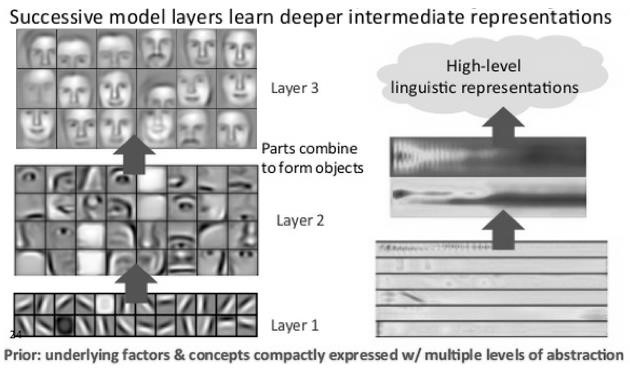 Successive model layers learn deeper intermediate representations
Layer 3
High-level
linguistic representations
Parts combine
to form objects
Layer 2
Layer 1
24
Prior: underlying factors & concepts compactly expressed w/ multiple levels of abstraction